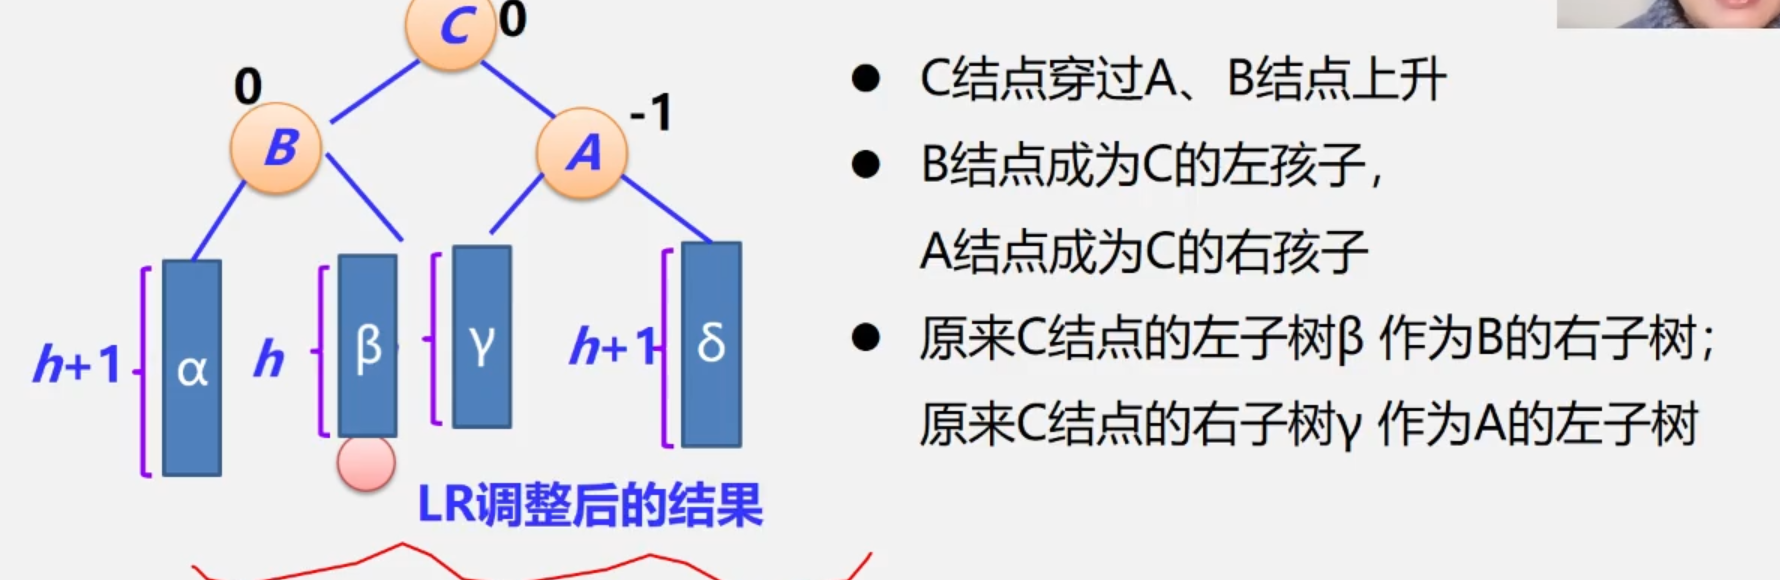 C
0
0
B
A
-1
h+1
α
h
β
γ
h+1
δ
LR调整后的结果
● C结点穿过A、B结点上升
● B结点成为C的左孩子，
A结点成为C的右孩子
● 原来C结点的左子树β 作为B的右子树；
原来C结点的右子树γ 作为A的左子树